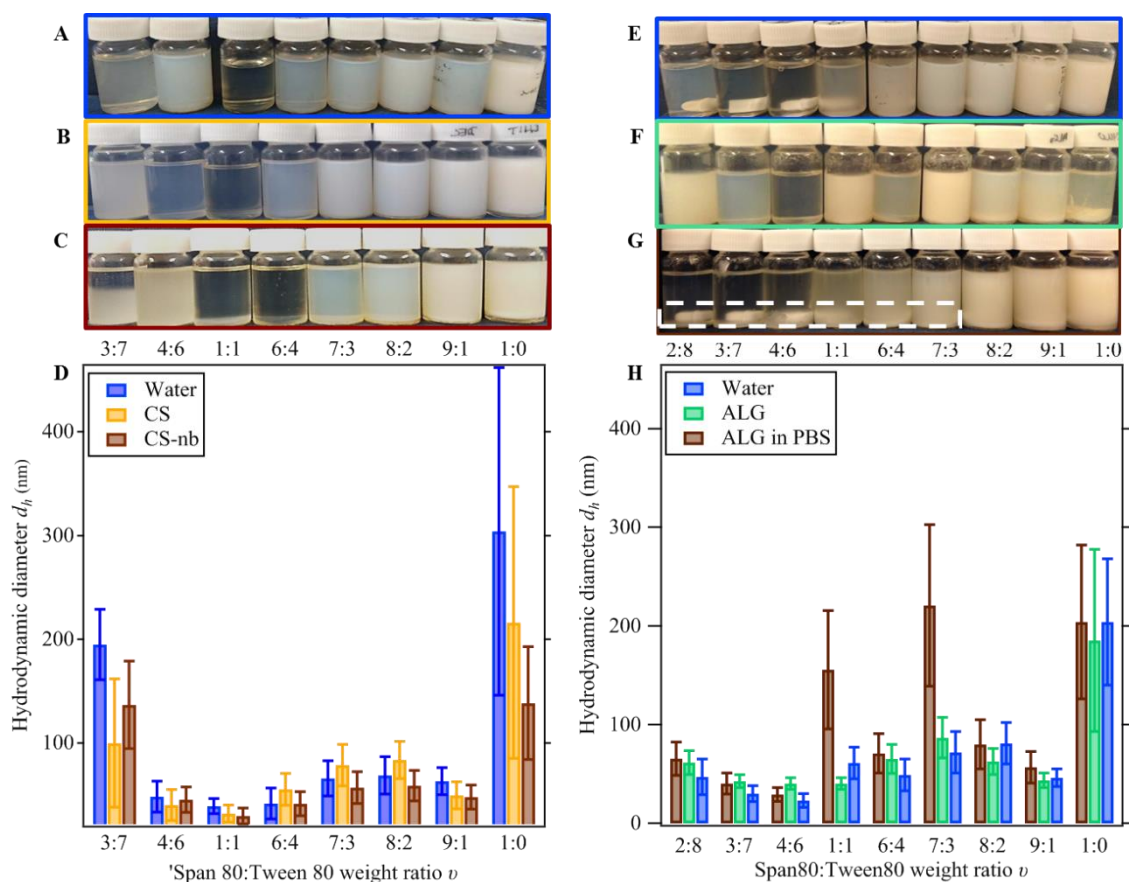 A
B
C
3:7 4:6 1:1 6:4 7:3 8:2 9:1 1:0
D
Water
CS
CS-nb
400
300
200
100
Hydrodynamic diameter dh (nm)
3:7 4:6 1:1 6:4 7:3 8:2 9:1 1:0
'Span 80:Tween 80 weight ratio υ
E
F
G
2:8 3:7 4:6 1:1 6:4 7:3 8:2 9:1 1:0
H
Water
ALG
ALG in PBS
400
300
200
100
0
Hydrodynamic diameter dh (nm)
2:8 3:7 4:6 1:1 6:4 7:3 8:2 9:1 1:0
Span80:Tween80 weight ratio υ